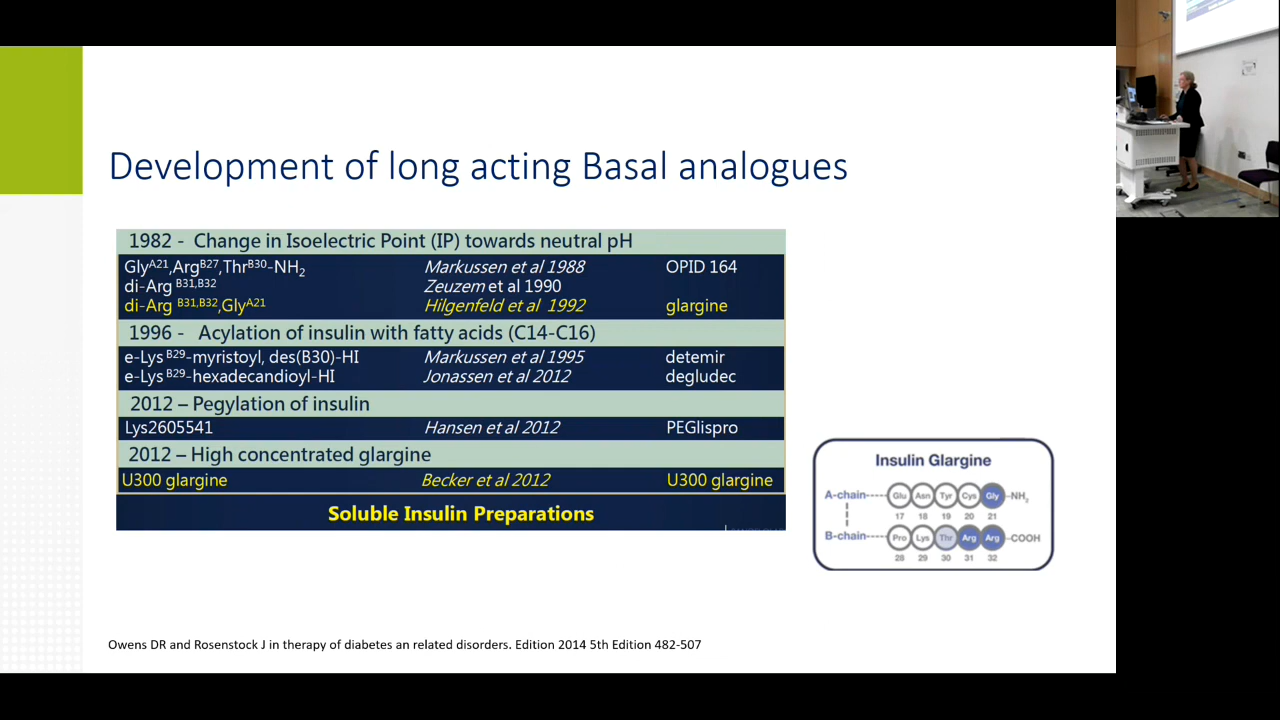 Development of long acting Basal analogues
1982 - Change in Isoelectric Point (IP) towards neutral pH
Gly^A21,Arg^B27,Thr^B30-NH₂ Markussen et al 1988 OPID 164
di-Arg ^B31,B32 Zeuzem et al 1990
di-Arg ^B31,B32,Gly^A21 Hilgenfeld et al 1992 glargine
1996 - Acylation of insulin with fatty acids (C14-C16)
e-Lys ^B29-myristoyl, des(B30)-HI Markussen et al 1995 detemir
e-Lys ^B29-hexadecandioyl-HI Jonassen et al 2012 degludec
2012 – Pegylation of insulin
Lys2605541 Hansen et al 2012 PEGlispro
2012 – High concentrated glargine
U300 glargine Becker et al 2012 U300 glargine
Soluble Insulin Preparations
Insulin Glargine
A-chain Glu Asn Tyr Cys Gly -NH₂
17 18 19 20 21
B-chain Pro Lys Thr Arg Arg -COOH
28 29 30 31 32
Owens DR and Rosenstock J in therapy of diabetes an related disorders. Edition 2014 5th Edition 482-507